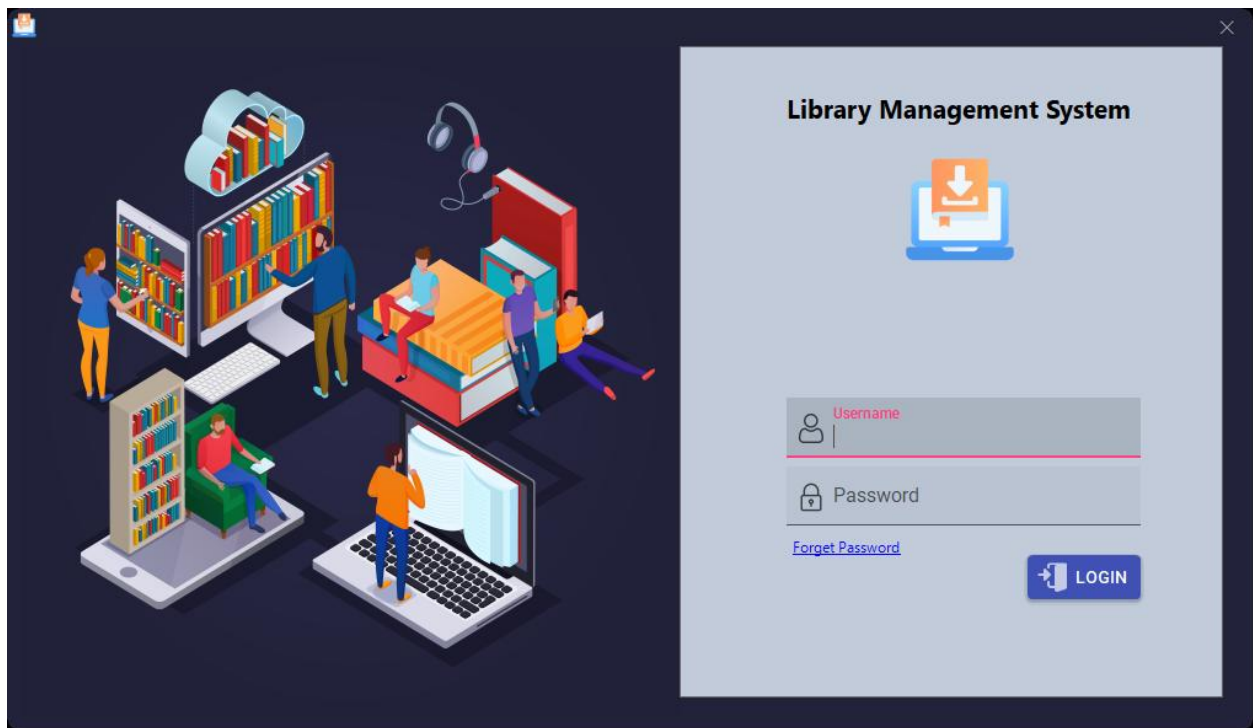 Library Management System
Username
Password
Forget Password
LOGIN